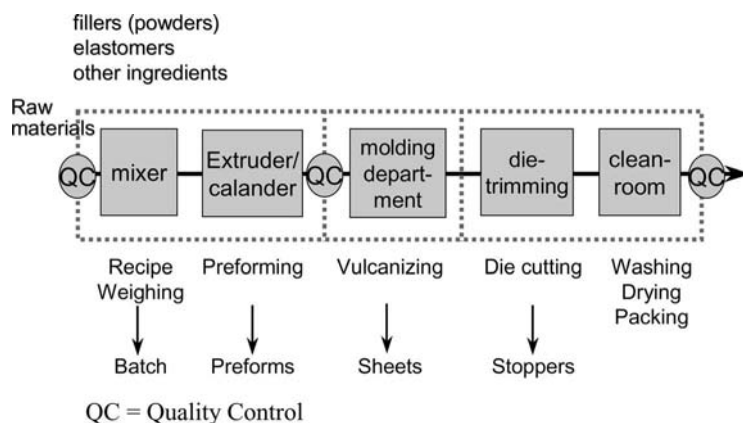 fillers (powders)
elastomers
other ingredients
Raw
materials
QC
mixer
Extruder/
calander
QC
molding
depart-
ment
die-
trimming
clean-
room
QC
Recipe
Weighing
Preforming
Vulcanizing
Die cutting
Washing
Drying
Packing
Batch
Preforms
Sheets
Stoppers
QC = Quality Control